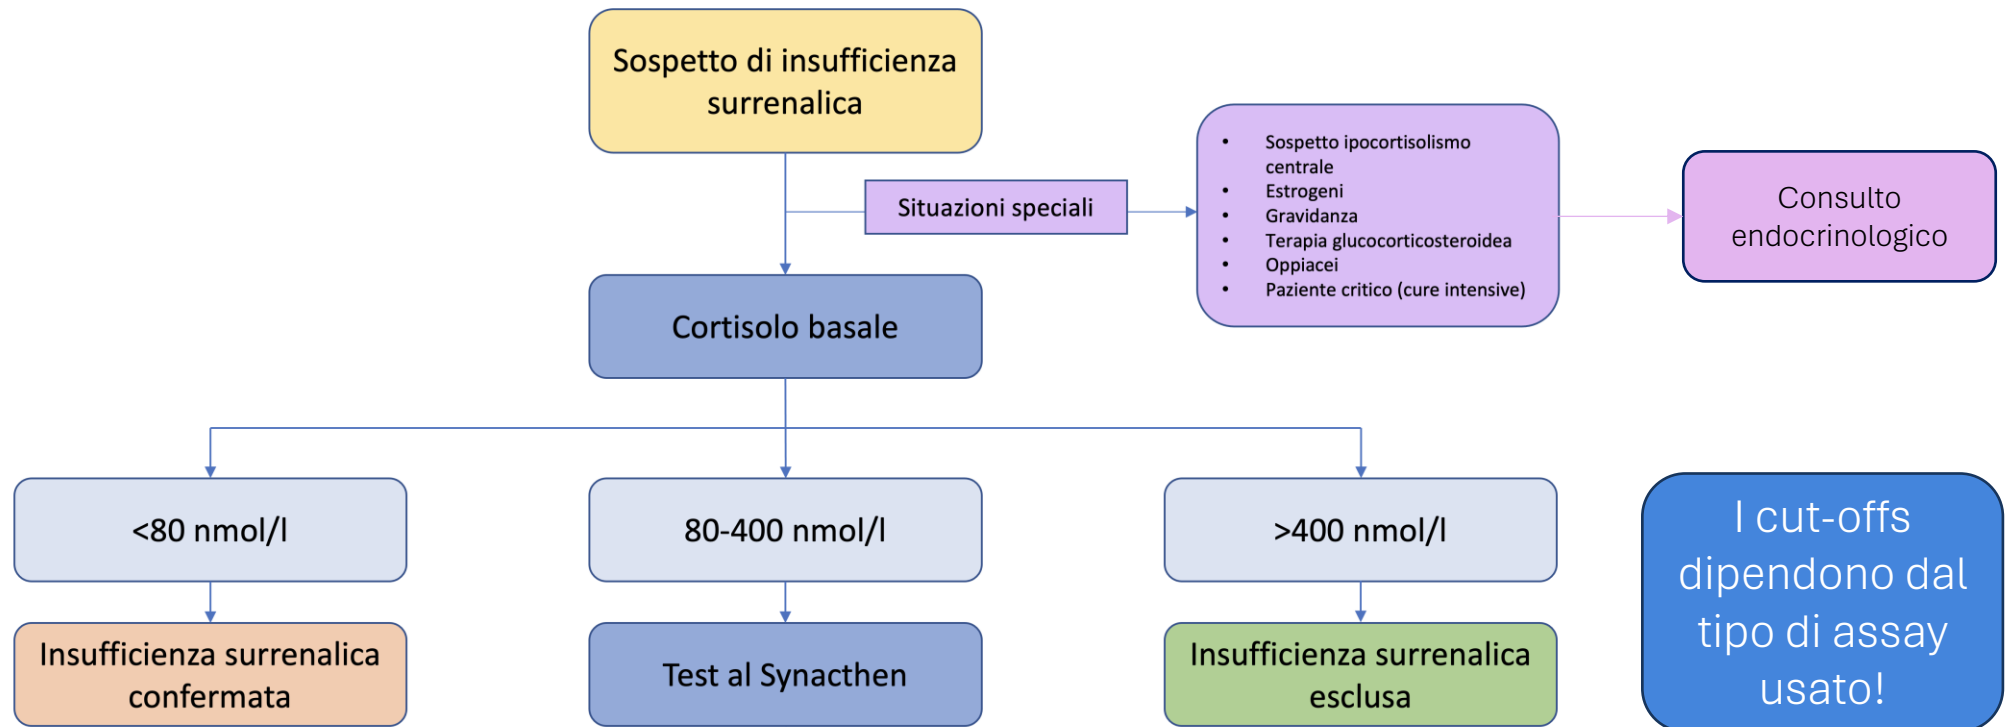 Sospetto di insufficienza
surrenalica
Situazioni speciali
• Sospetto ipocortisolismo
centrale
• Estrogeni
• Gravidanza
• Terapia glucocorticosteroidea
• Oppiacei
• Paziente critico (cure intensive)
Consulto
endocrinologico
Cortisolo basale
<80 nmol/l
80-400 nmol/l
>400 nmol/l
Insufficienza surrenalica
confermata
Test al Synacthen
Insufficienza surrenalica
esclusa
I cut-offs
dipendono dal
tipo di assay
usato!